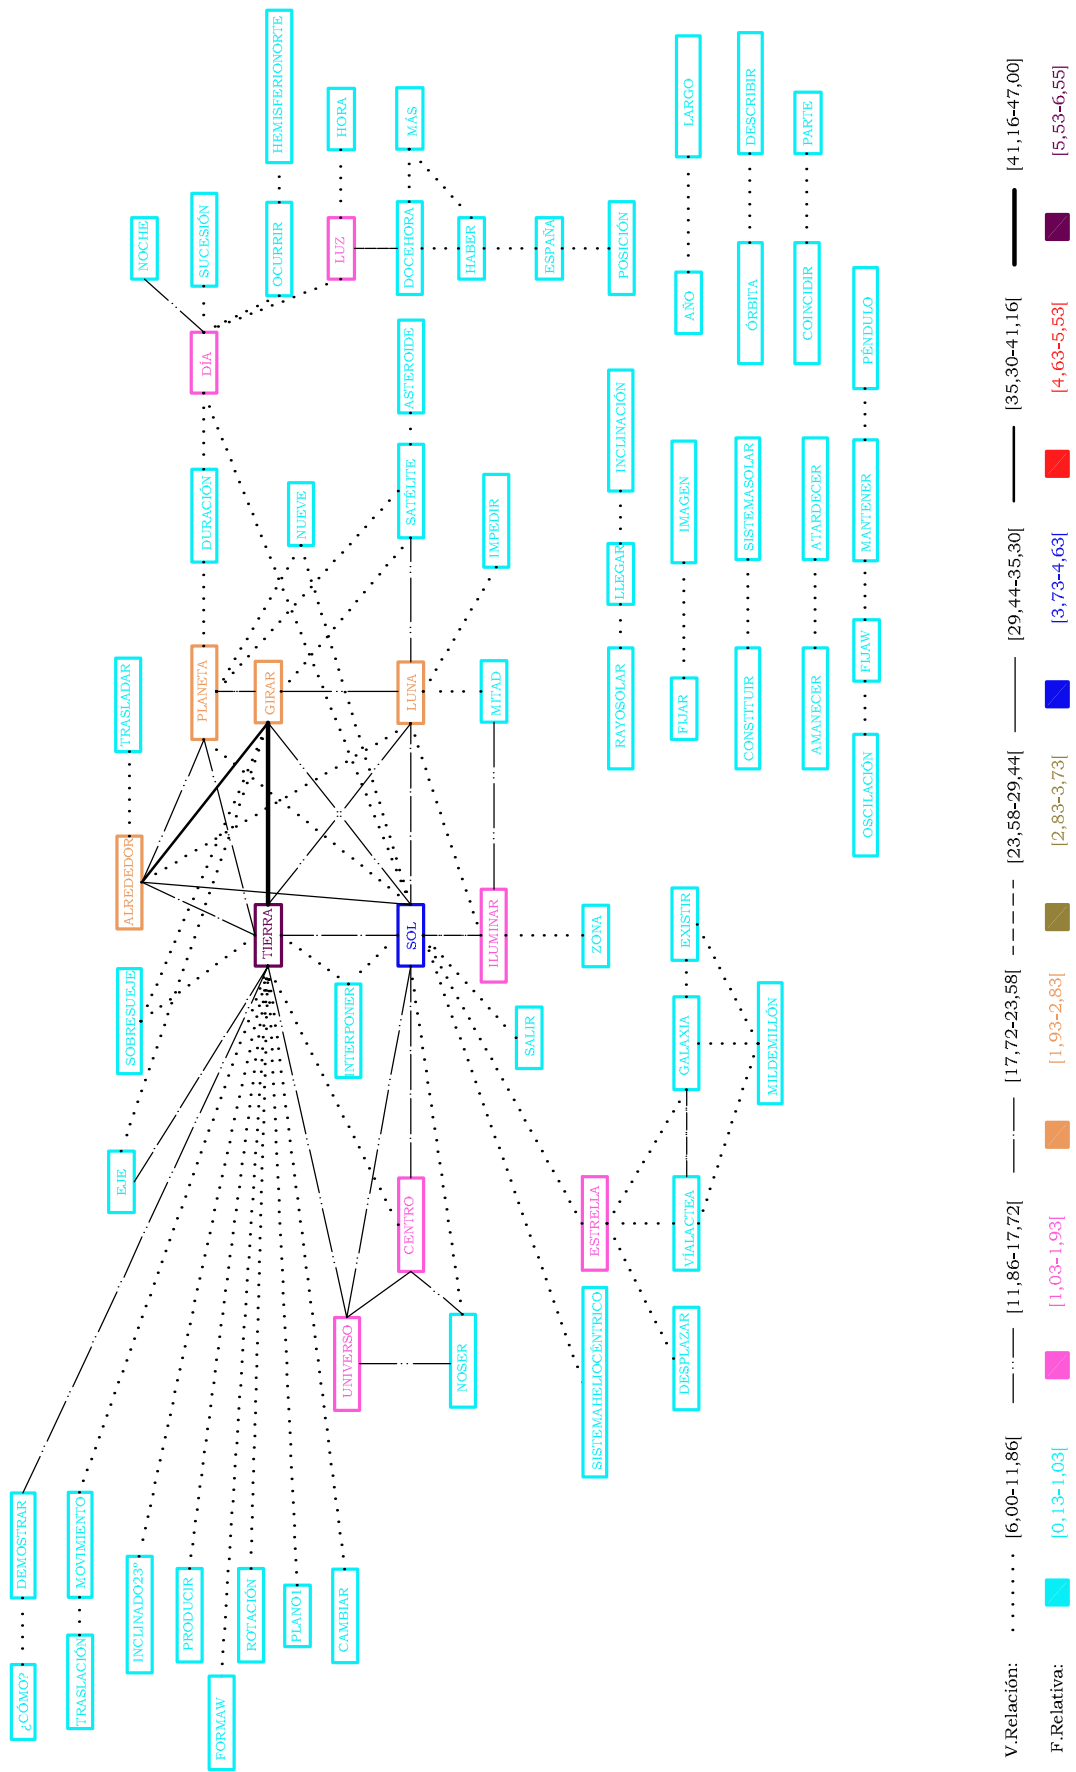 ¿CÓMO?
DEMOSTRAR
TRASLACIÓN
MOVIMIENTO
INCLINADO23º
PRODUCIR
FORMAW
ROTACIÓN
PLANO1
CAMBIAR
EJE
SOBRESUEJE
ALREDEDOR
TRASLADAR
TIERRA
GIRAR
PLANETA
DURACIÓN
DÍA
NOCHE
SUCESIÓN
OCURRIR
HEMISFERIONORTE
NUEVE
LUZ
HORA
INTERPONER
UNIVERSO
CENTRO
SOL
LUNA
SATÉLITE
ASTEROIDE
DOCEHORA
MÁS
NOSER
ILUMINAR
MITAD
IMPEDIR
HABER
SALIR
ESPAÑA
SISTEMAHELIOCÉNTRICO
ESTRELLA
ZONA
RAYOSOLAR
LLEGAR
INCLINACIÓN
POSICIÓN
DESPLAZAR
VÍALACTEA
GALAXIA
EXISTIR
FIJAR
IMAGEN
AÑO
LARGO
MILDEMILLÓN
CONSTITUIR
SISTEMASOLAR
ÓRBITA
DESCRIBIR
AMANECER
ATARDECER
COINCIDIR
PARTE
OSCILACIÓN
FIJAW
MANTENER
PÉNDULO
V.Relación: [6,00-11,86[ [11,86-17,72[ [17,72-23,58[ [23,58-29,44[ [29,44-35,30[ [35,30-41,16[ [41,16-47,00]
F.Relativa: [0,13-1,03[ [1,03-1,93[ [1,93-2,83[ [2,83-3,73[ [3,73-4,63[ [4,63-5,53[ [5,53-6,55]